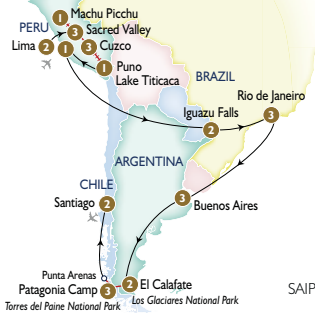 1
Machu Picchu
PERU
3
Sacred Valley
Lima
2
1
3
Cuzco
1
Puno
Lake Titicaca
BRAZIL
Rio de Janeiro
3
Iguazu Falls
2
ARGENTINA
CHILE
Santiago
2
3
Buenos Aires
Punta Arenas
Patagonia Camp
3
2
El Calafate
Torres del Paine National Park
Los Glaciares National Park
SAIP